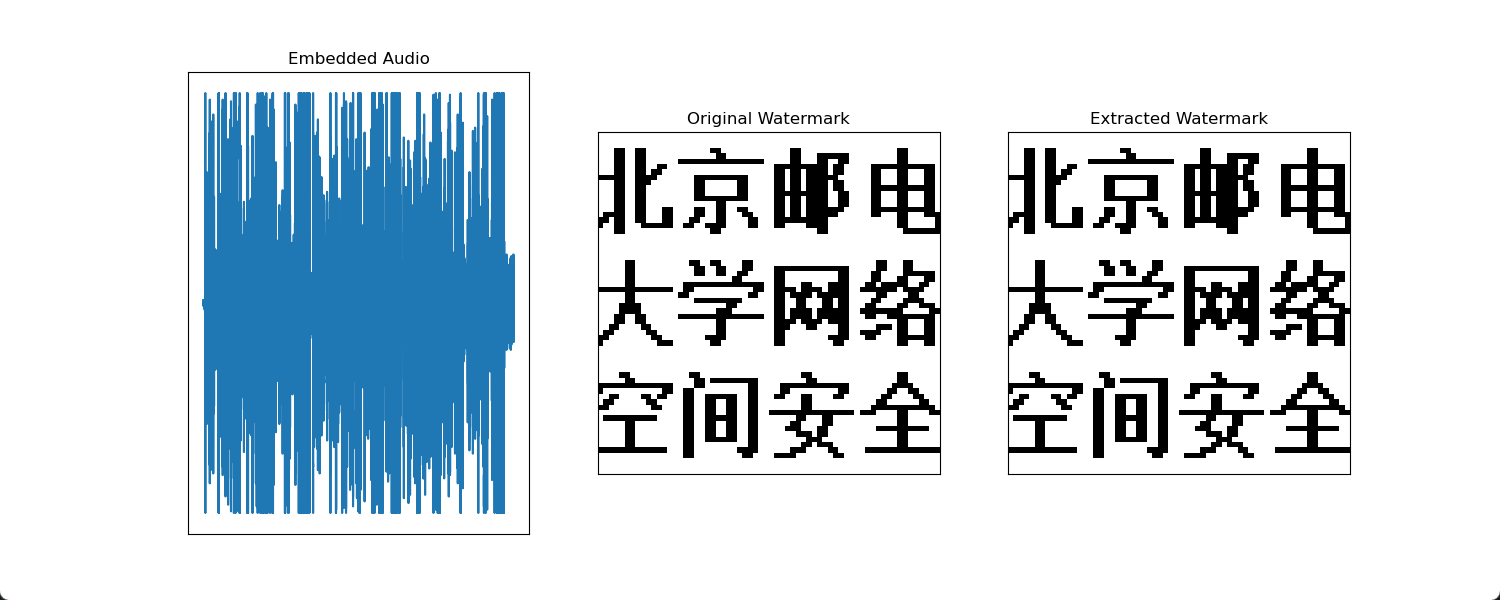 Embedded Audio
Original Watermark
北京邮电
大学网络
空间安全
Extracted Watermark
北京邮电
大学网络
空间安全